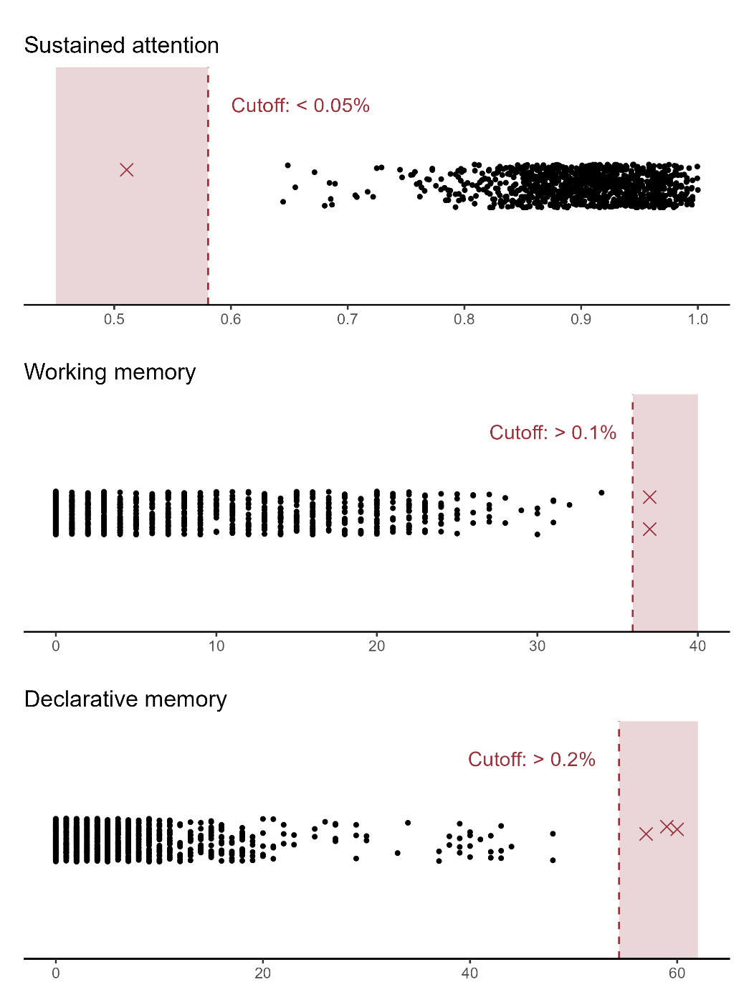 Sustained attention
Cutoff: < 0.05%
0.5 0.6 0.7 0.8 0.9 1.0
Working memory
Cutoff: > 0.1%
0 10 20 30 40
Declarative memory
Cutoff: > 0.2%
0 20 40 60